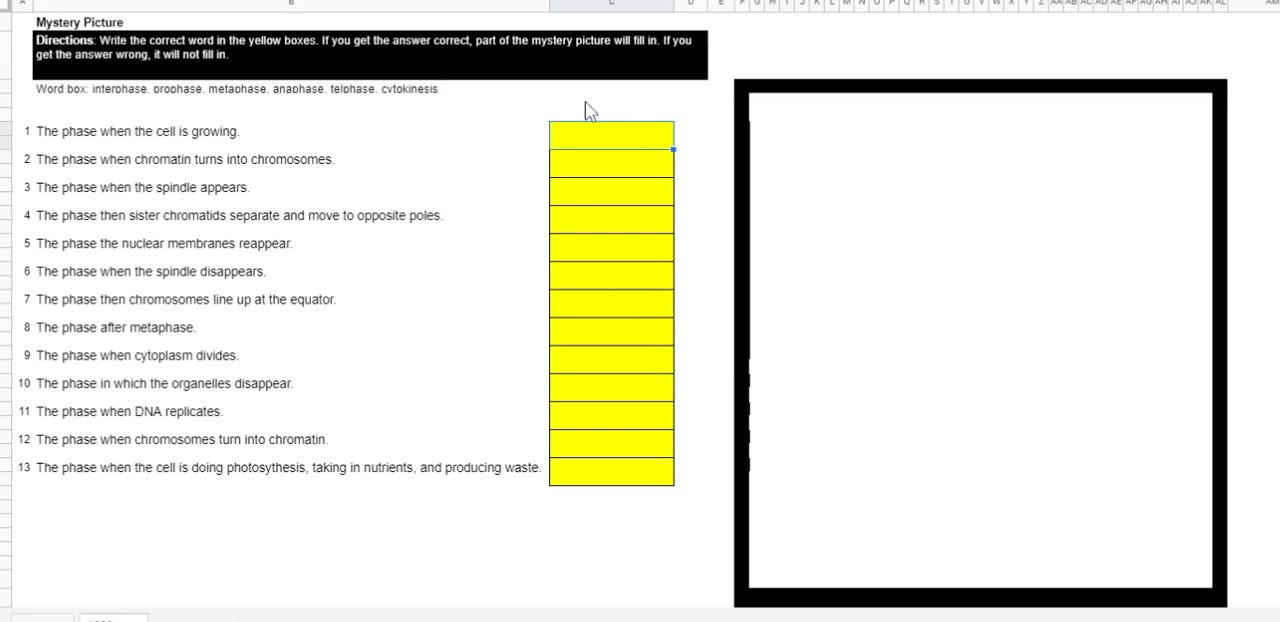 Mystery Picture
Directions: Write the correct word in the yellow boxes. If you get the answer correct, part of the mystery picture will fill in. If you
get the answer wrong, it will not fill in.
Word box: interphase, prophase, metaphase, anaphase, telphase, cytokinesis
1 The phase when the cell is growing.
2 The phase when chromatin turns into chromosomes.
3 The phase when the spindle appears.
4 The phase then sister chromatids separate and move to opposite poles.
5 The phase the nuclear membranes reappear.
6 The phase when the spindle disappears.
7 The phase then chromosomes line up at the equator.
8 The phase after metaphase.
9 The phase when cytoplasm divides.
10 The phase in which the organelles disappear.
11 The phase when DNA replicates.
12 The phase when chromosomes turn into chromatin.
13 The phase when the cell is doing photosythesis, taking in nutrients, and producing waste.